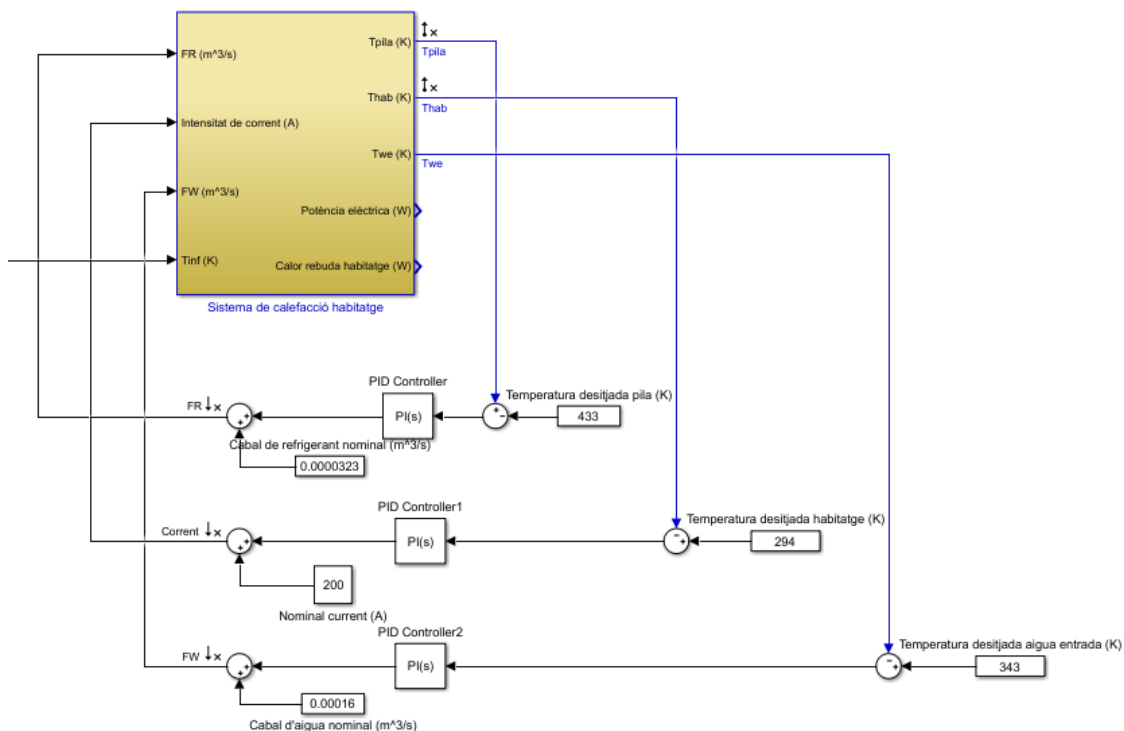 FR (m^3/s)
Intensitat de corrent (A)
FW (m^3/s)
Tinf (K)
Tpila (K)
Thab (K)
Twe (K)
Potència elèctrica (W)
Calor rebuda habitatge (W)
Tpila
Thab
Twe
Sistema de calefacció habitatge
PID Controller
PI(s)
Temperatura desitjada pila (K)
433
FR
Cabal de refrigerant nominal (m^3/s)
0.0000323
PID Controller1
PI(s)
Temperatura desitjada habitatge (K)
294
Corrent
200
Nominal current (A)
PID Controller2
PI(s)
Temperatura desitjada aigua entrada (K)
343
FW
0.00016
Cabal d'aigua nominal (m^3/s)